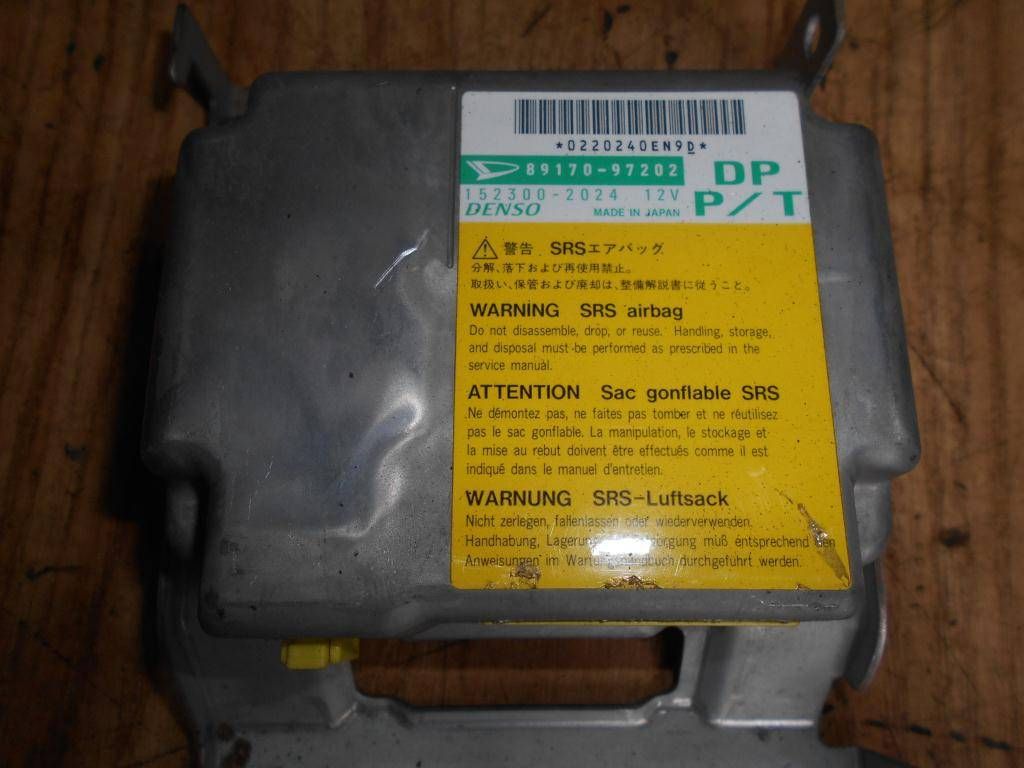 *0220240EN9D*
89170-97202
DP
152300-2024 12V
P/T
DENSO MADE IN JAPAN
警告 SRSエアバッグ
分解、落下および再使用禁止。
取扱い、保管および廃却は、整備解説書に従うこと。
WARNING SRS airbag
Do not disassemble, drop, or reuse. Handling, storage,
and disposal must be performed as prescribed in the
service manual.
ATTENTION Sac gonflable SRS
Ne démontez pas, ne faites pas tomber et ne réutilisez
pas le sac gonflable. La manipulation, le stockage et
la mise au rebut doivent être effectués comme il est
indiqué dans le manuel d'entretien.
WARNUNG SRS-Luftsack
Nicht zerlegen, fallenlassen oder wiederverwenden.
Handhabung, muß entsprechend den
Anweisungen im durchgeführt werden.